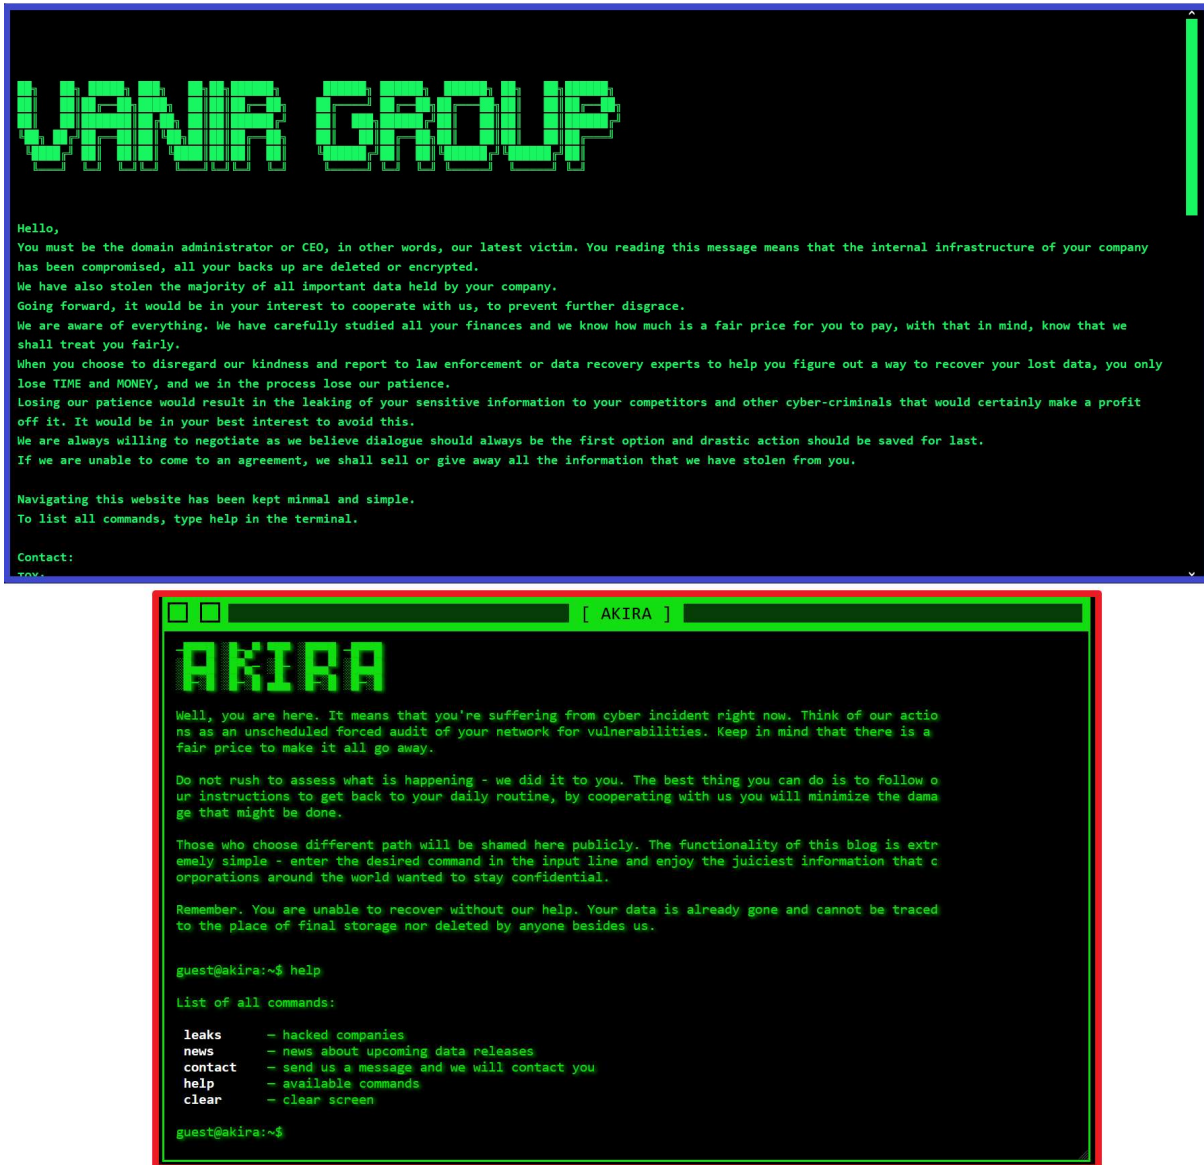 VANIR GROUP
Hello,
You must be the domain administrator or CEO, in other words, our latest victim. You reading this message means that the internal infrastructure of your company
has been compromised, all your backs up are deleted or encrypted.
We have also stolen the majority of all important data held by your company.
Going forward, it would be in your interest to cooperate with us, to prevent further disgrace.
We are aware of everything. We have carefully studied all your finances and we know how much is a fair price for you to pay, with that in mind, know that we
shall treat you fairly.
When you choose to disregard our kindness and report to law enforcement or data recovery experts to help you figure out a way to recover your lost data, you only
lose TIME and MONEY, and we in the process lose our patience.
Losing our patience would result in the leaking of your sensitive information to your competitors and other cyber-criminals that would certainly make a profit
off it. It would be in your best interest to avoid this.
We are always willing to negotiate as we believe dialogue should always be the first option and drastic action should be saved for last.
If we are unable to come to an agreement, we shall sell or give away all the information that we have stolen from you.
Navigating this website has been kept minmal and simple.
To list all commands, type help in the terminal.
Contact:
TOX:
[ AKIRA ]
AKIRA
Well, you are here. It means that you're suffering from cyber incident right now. Think of our actio
ns as an unscheduled forced audit of your network for vulnerabilities. Keep in mind that there is a
fair price to make it all go away.
Do not rush to assess what is happening - we did it to you. The best thing you can do is to follow o
ur instructions to get back to your daily routine, by cooperating with us you will minimize the dama
ge that might be done.
Those who choose different path will be shamed here publicly. The functionality of this blog is extr
emely simple - enter the desired command in the input line and enjoy the juiciest information that c
orporations around the world wanted to stay confidential.
Remember. You are unable to recover without our help. Your data is already gone and cannot be traced
to the place of final storage nor deleted by anyone besides us.
guest@akira:~$ help
List of all commands:
leaks — hacked companies
news — news about upcoming data releases
contact — send us a message and we will contact you
help — available commands
clear — clear screen
guest@akira:~$